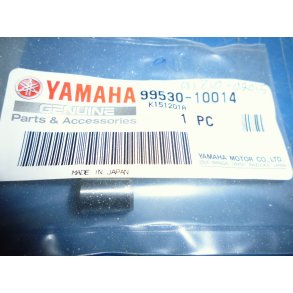 YAMAHA 99530-10014
GENUINE K151201A
Parts & Accessories 1 PC
YAMAHA MOTOR CO.,LTD.
MADE IN JAPAN